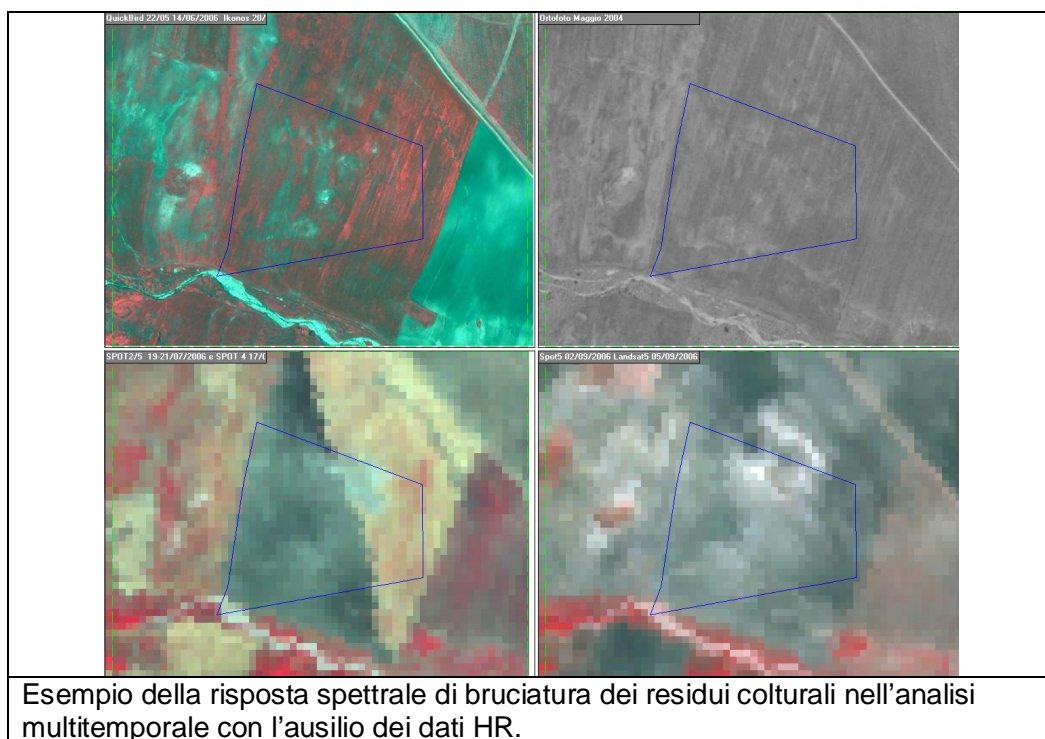 QuickBird 22/05 14/06/2006 Ikonos 20/
Ortofoto Maggio 2004
SPOT2/5 19-21/07/2006 e SPOT 4 17/0
Spot5 02/09/2006 Landsat5 05/09/2006
Esempio della risposta spettrale di bruciatura dei residui colturali nell'analisi
multitemporale con l'ausilio dei dati HR.